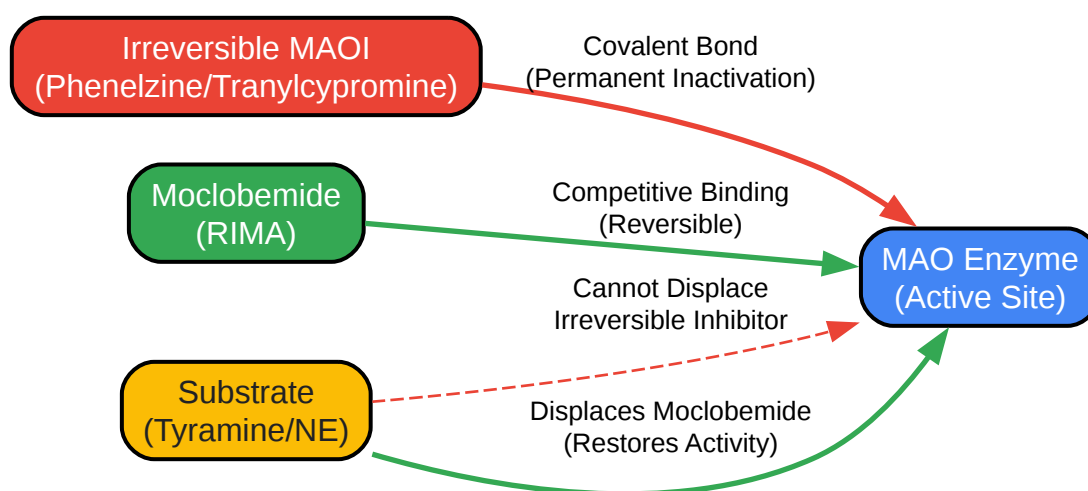 Irreversible MAOI
(Phenelzine/Tranylcypromine)
Covalent Bond
(Permanent Inactivation)
Moclobemide
(RIMA)
Competitive Binding
(Reversible)
MAO Enzyme
(Active Site)
Cannot Displace
Irreversible Inhibitor
Substrate
(Tyramine/NE)
Displaces Moclobemide
(Restores Activity)